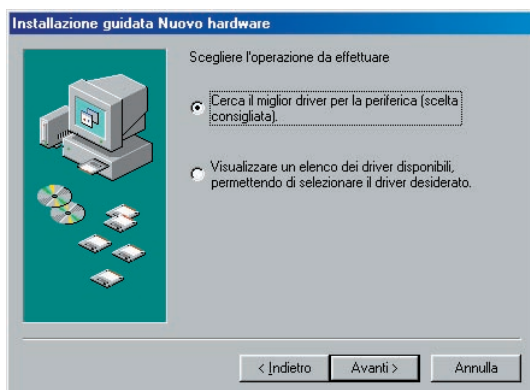 Installazione guidata Nuovo hardware
Scegliere l'operazione da effettuare
Cerca il miglior driver per la periferica (scelta
consigliata).
Visualizzare un elenco dei driver disponibili,
permettendo di selezionare il driver desiderato.
< Indietro
Avanti >
Annulla